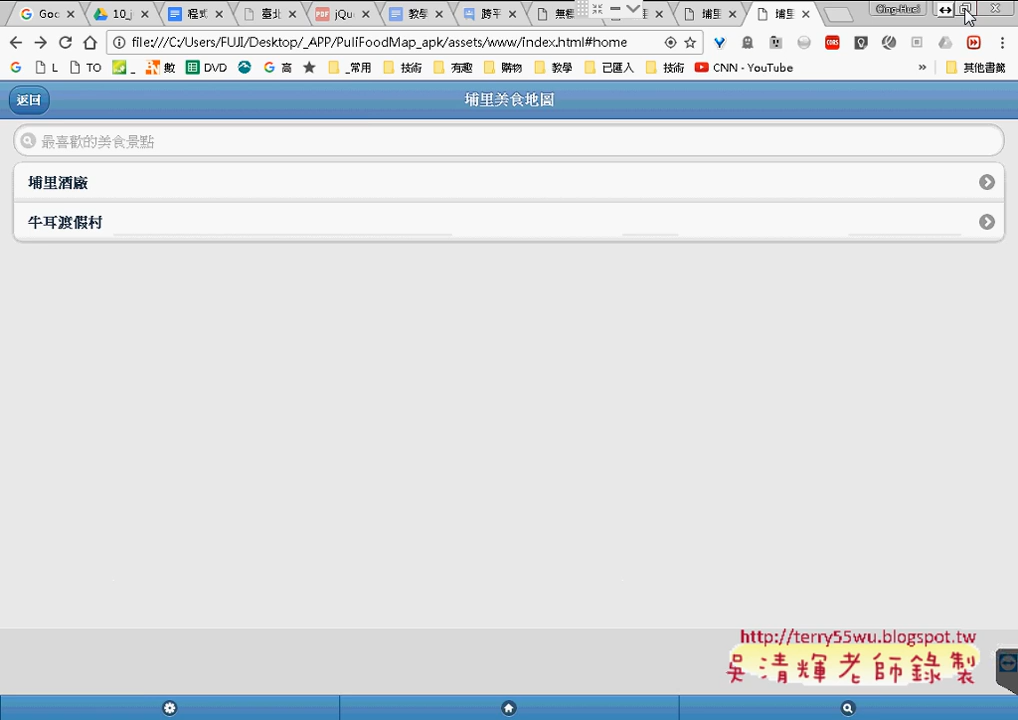 Goo
10_j
程式
臺北
jQue
教學
跨平
無標
埔里
埔里
Cing-Huei
file:///C:/Users/FUJI/Desktop/_APP/PuliFoodMap_apk/assets/www/index.html#home
L
TO
_
數
DVD
高
_常用
技術
有趣
購物
教學
已匯入
技術
CNN - YouTube
»
其他書籤
返回
埔里美食地圖
最喜歡的美食景點
埔里酒廠
牛耳渡假村
http://terry55wu.blogspot.tw
吳清輝老師錄製